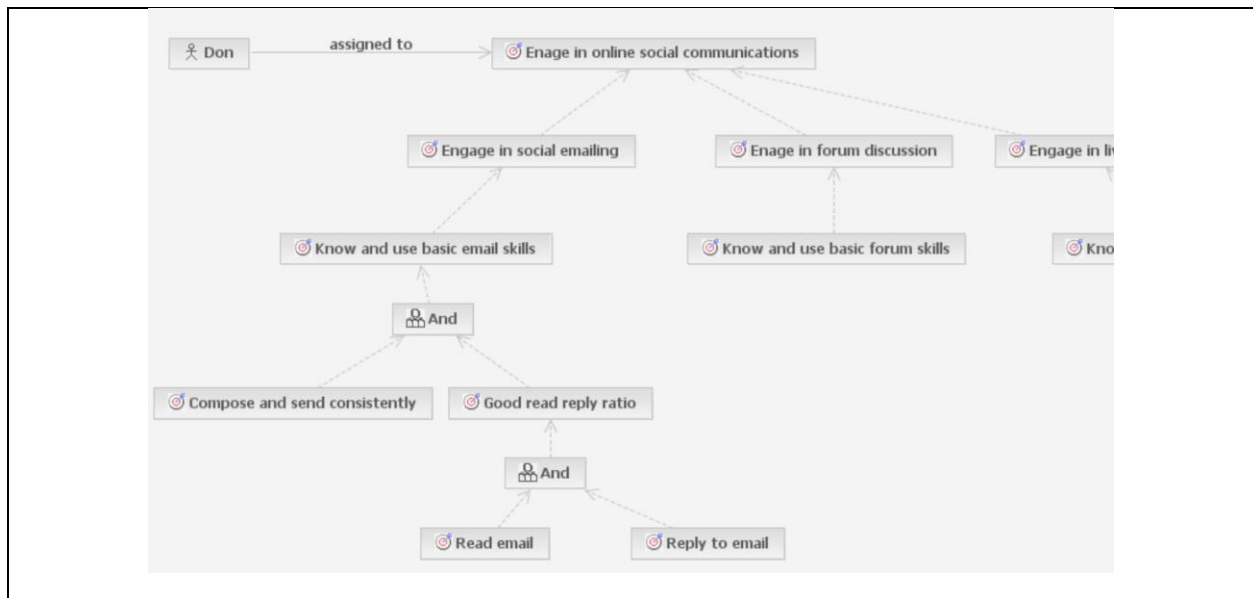 Don
assigned to
Enage in online social communications
Engage in social emailing
Enage in forum discussion
Engage in
Know and use basic email skills
Know and use basic forum skills
And
Compose and send consistently
Good read reply ratio
And
Read email
Reply to email